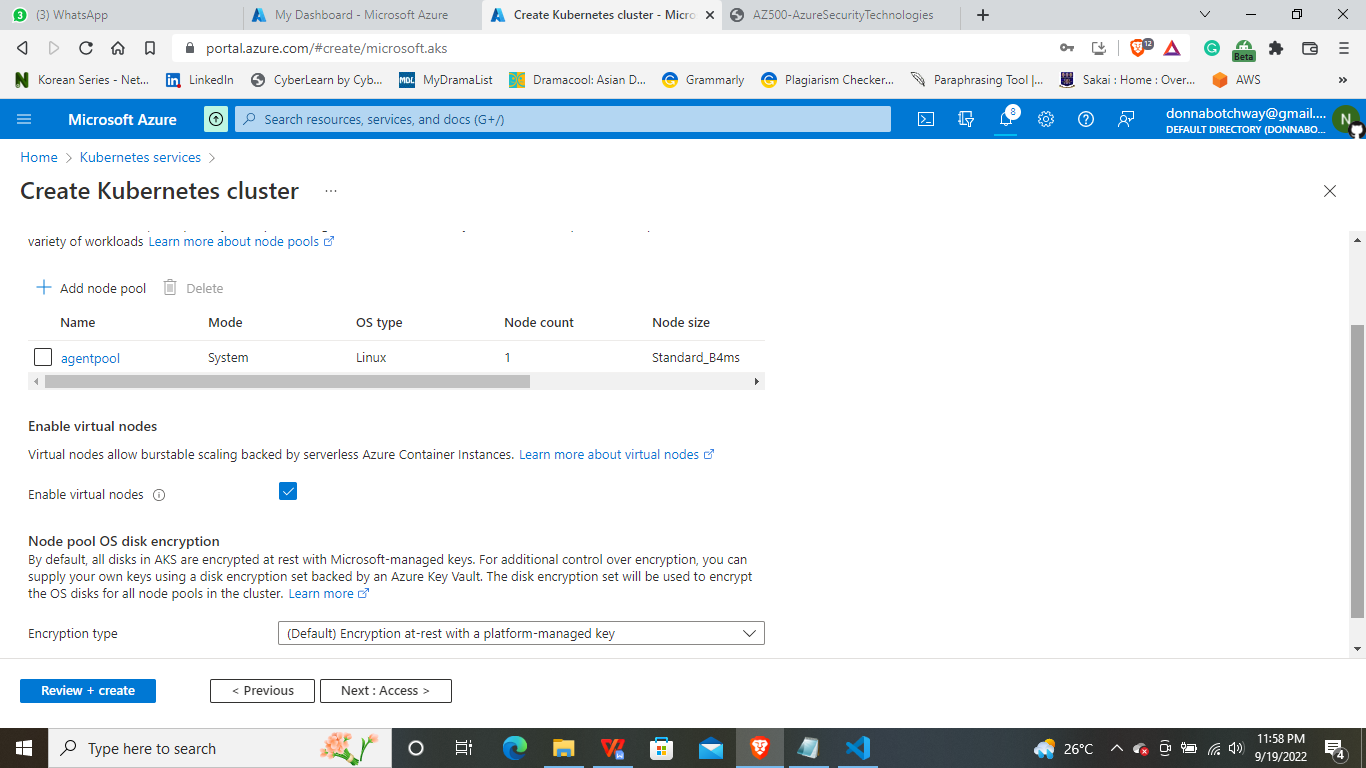 (3) WhatsApp
My Dashboard - Microsoft Azure
Create Kubernetes cluster - Micro
AZ500-AzureSecurityTechnologies
portal.azure.com/#create/microsoft.aks
12
Beta
Korean Series - Net...
LinkedIn
CyberLearn by Cyb...
MDL
MyDramaList
Dramacool: Asian D...
Grammarly
Plagiarism Checker...
Paraphrasing Tool |...
Sakai : Home : Over...
AWS
»
Microsoft Azure
Search resources, services, and docs (G+/)
8
donnabotchway@gmail....
DEFAULT DIRECTORY (DONNABO...
N
Home > Kubernetes services >
Create Kubernetes cluster ...
variety of workloads Learn more about node pools
+ Add node pool Delete
Name Mode OS type Node count Node size
agentpool System Linux 1 Standard_B4ms
Enable virtual nodes
Virtual nodes allow burstable scaling backed by serverless Azure Container Instances. Learn more about virtual nodes
Enable virtual nodes
Node pool OS disk encryption
By default, all disks in AKS are encrypted at rest with Microsoft-managed keys. For additional control over encryption, you can
supply your own keys using a disk encryption set backed by an Azure Key Vault. The disk encryption set will be used to encrypt
the OS disks for all node pools in the cluster. Learn more
Encryption type (Default) Encryption at-rest with a platform-managed key
Review + create < Previous Next : Access >
Type here to search
26°C
11:58 PM
9/19/2022
4